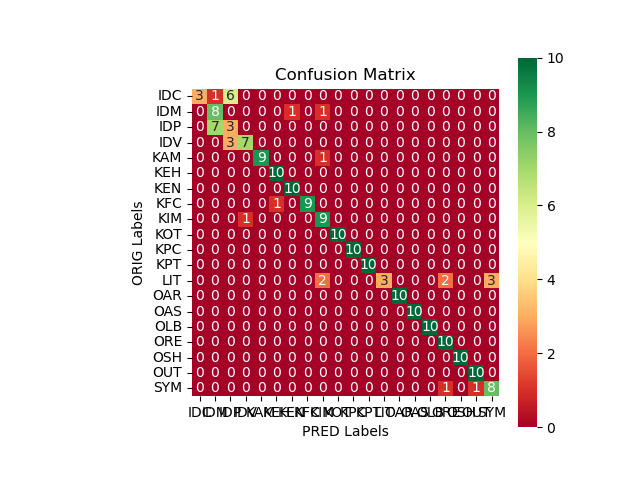 Confusion Matrix
ORIG Labels
IDC 3 1 6 0 0 0 0 0 0 0 0 0 0 0 0 0 0 0 0 0
IDM 0 8 0 0 0 0 1 0 1 0 0 0 0 0 0 0 0 0 0 0
IDP 0 7 3 0 0 0 0 0 0 0 0 0 0 0 0 0 0 0 0 0
IDV 0 0 3 7 0 0 0 0 0 0 0 0 0 0 0 0 0 0 0 0
KAM 0 0 0 0 9 0 0 0 1 0 0 0 0 0 0 0 0 0 0 0
KEH 0 0 0 0 0 10 0 0 0 0 0 0 0 0 0 0 0 0 0 0
KEN 0 0 0 0 0 0 10 0 0 0 0 0 0 0 0 0 0 0 0 0
KFC 0 0 0 0 0 1 0 9 0 0 0 0 0 0 0 0 0 0 0 0
KIM 0 0 0 1 0 0 0 0 9 0 0 0 0 0 0 0 0 0 0 0
KOT 0 0 0 0 0 0 0 0 0 10 0 0 0 0 0 0 0 0 0 0
KPC 0 0 0 0 0 0 0 0 0 0 10 0 0 0 0 0 0 0 0 0
KPT 0 0 0 0 0 0 0 0 0 0 0 10 0 0 0 0 0 0 0 0
LIT 0 0 0 0 0 0 0 0 2 0 0 0 3 0 0 0 2 0 0 3
OAR 0 0 0 0 0 0 0 0 0 0 0 0 0 10 0 0 0 0 0 0
OAS 0 0 0 0 0 0 0 0 0 0 0 0 0 0 10 0 0 0 0 0
OLB 0 0 0 0 0 0 0 0 0 0 0 0 0 0 0 10 0 0 0 0
ORE 0 0 0 0 0 0 0 0 0 0 0 0 0 0 0 0 10 0 0 0
OSH 0 0 0 0 0 0 0 0 0 0 0 0 0 0 0 0 0 10 0 0
OUT 0 0 0 0 0 0 0 0 0 0 0 0 0 0 0 0 0 0 10 0
SYM 0 0 0 0 0 0 0 0 0 0 0 0 0 0 0 0 1 0 1 8
IDC IDM IDP IDV KAM KEH KEN KFC KIM KOT KPC KPT LIT OAR OAS OLB ORE OSH OUT SYM
PRED Labels
10
8
6
4
2
0